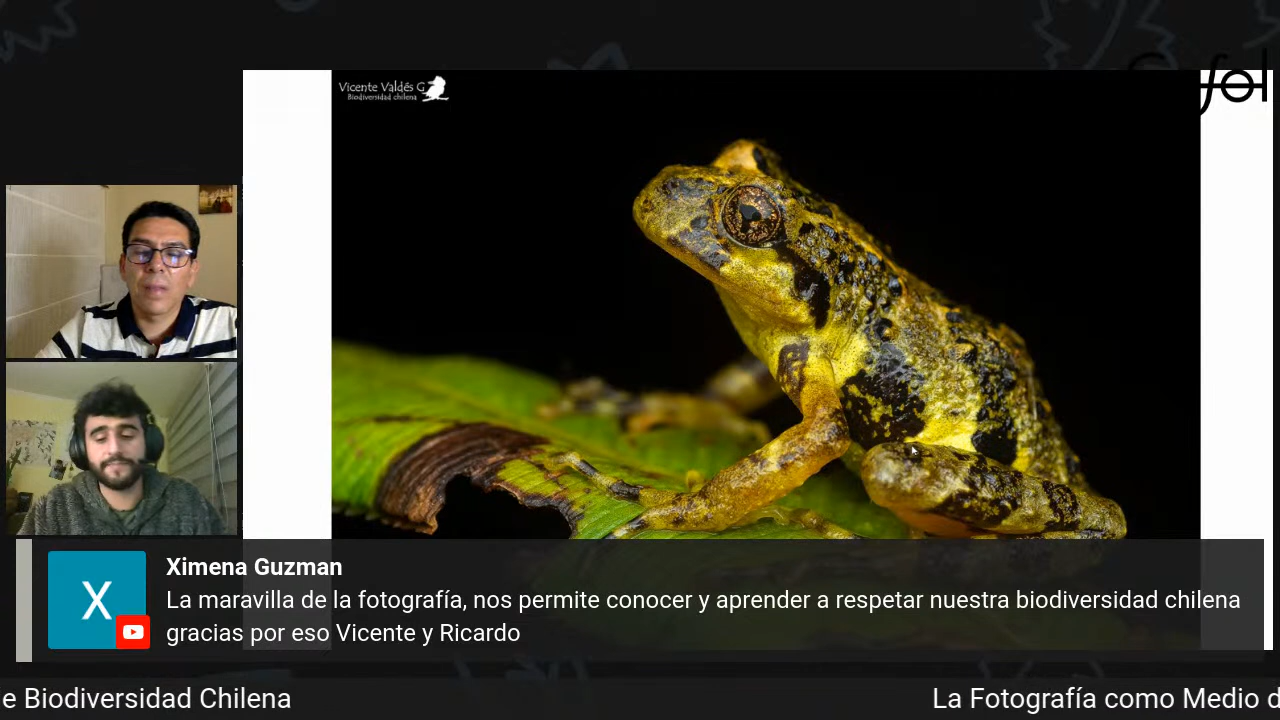 Vicente Valdés G
Biodiversidad chilena
fol
X
Ximena Guzman
La maravilla de la fotografía, nos permite conocer y aprender a respetar nuestra biodiversidad chilena
gracias por eso Vicente y Ricardo
e Biodiversidad Chilena
La Fotografía como Medio d